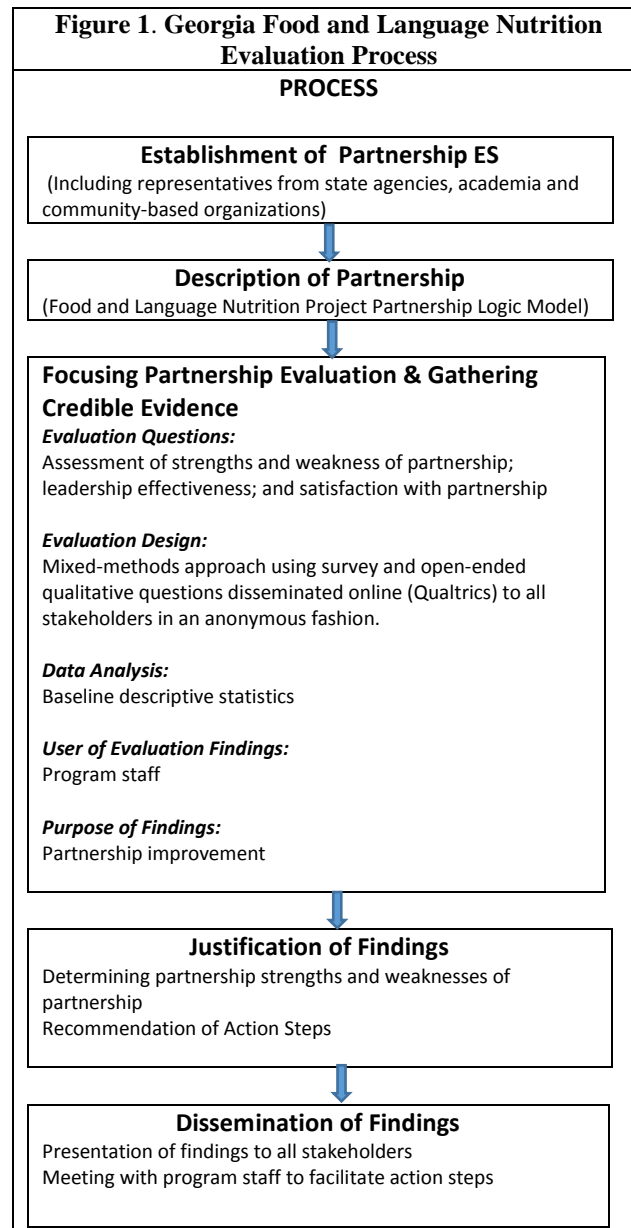 Figure 1. Georgia Food and Language Nutrition
Evaluation Process
PROCESS
Establishment of Partnership ES
(Including representatives from state agencies, academia and
community-based organizations)
Description of Partnership
(Food and Language Nutrition Project Partnership Logic Model)
Focusing Partnership Evaluation & Gathering
Credible Evidence
Evaluation Questions:
Assessment of strengths and weakness of partnership;
leadership effectiveness; and satisfaction with partnership
Evaluation Design:
Mixed-methods approach using survey and open-ended
qualitative questions disseminated online (Qualtrics) to all
stakeholders in an anonymous fashion.
Data Analysis:
Baseline descriptive statistics
User of Evaluation Findings:
Program staff
Purpose of Findings:
Partnership improvement
Justification of Findings
Determining partnership strengths and weaknesses of
partnership
Recommendation of Action Steps
Dissemination of Findings
Presentation of findings to all stakeholders
Meeting with program staff to facilitate action steps